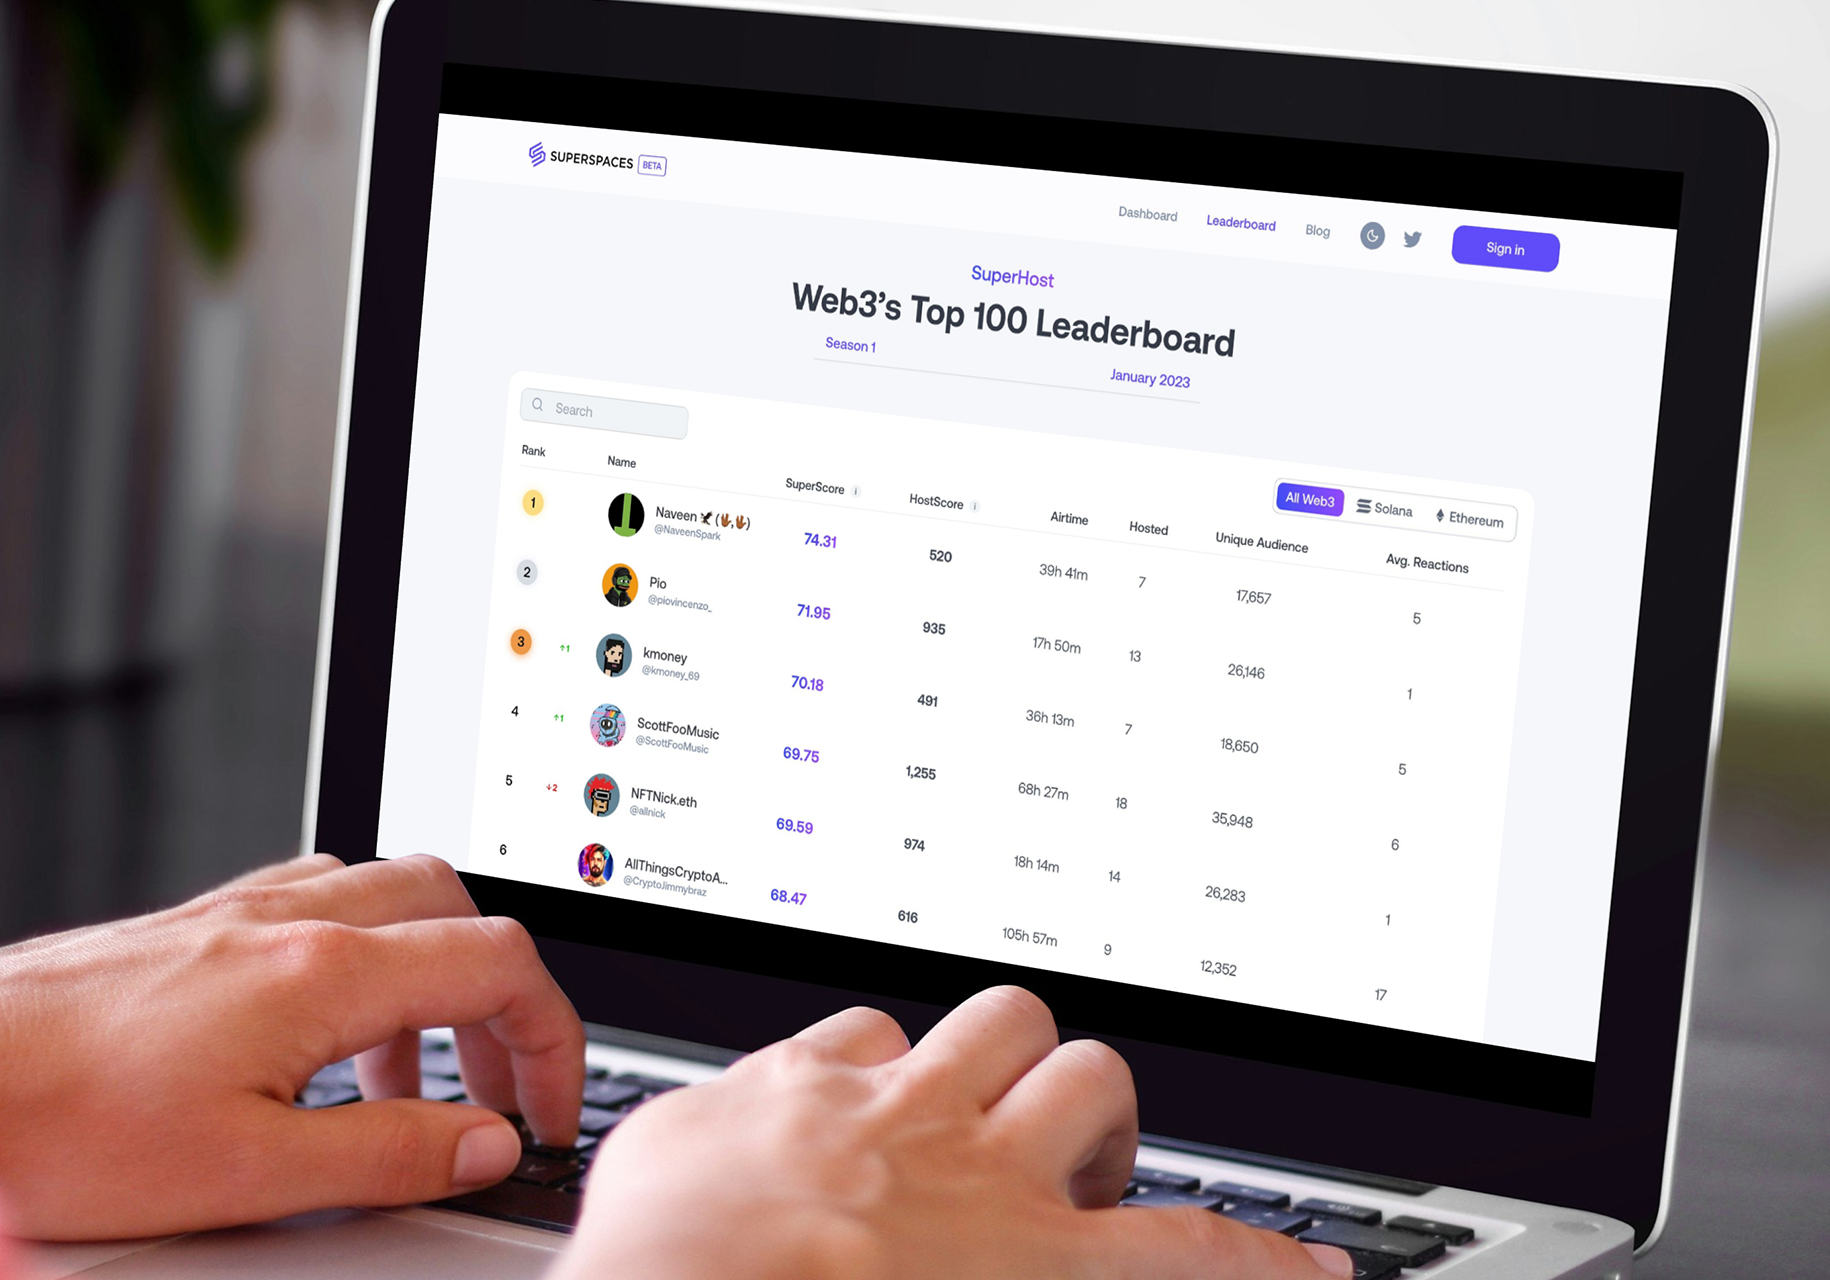 SUPERSPACES BETA
Dashboard Leaderboard Blog Sign in
SuperHost
Web3's Top 100 Leaderboard
Season 1 January 2023
Search
All Web3 Solana Ethereum
Rank Name SuperScore HostScore Airtime Hosted Unique Audience Avg. Reactions
1 Naveen (🤟🏾,🤟🏾) 74.31 520 39h 41m 7 17,657 5
@NaveenSpark
2 Pio 71.95 935 17h 50m 13 26,146 1
@piovincenzo_
3 ↑1 kmoney 70.18 491 36h 13m 7 18,650 5
@kmoney_69
4 ↑1 ScottFooMusic 69.75 1,255 68h 27m 18 35,948 6
@ScottFooMusic
5 ↓2 NFTNick.eth 69.59 974 18h 14m 14 26,283 1
@allnick
6 AllThingsCryptoA... 68.47 616 105h 57m 9 12,352 17
@CryptoJimmybraz